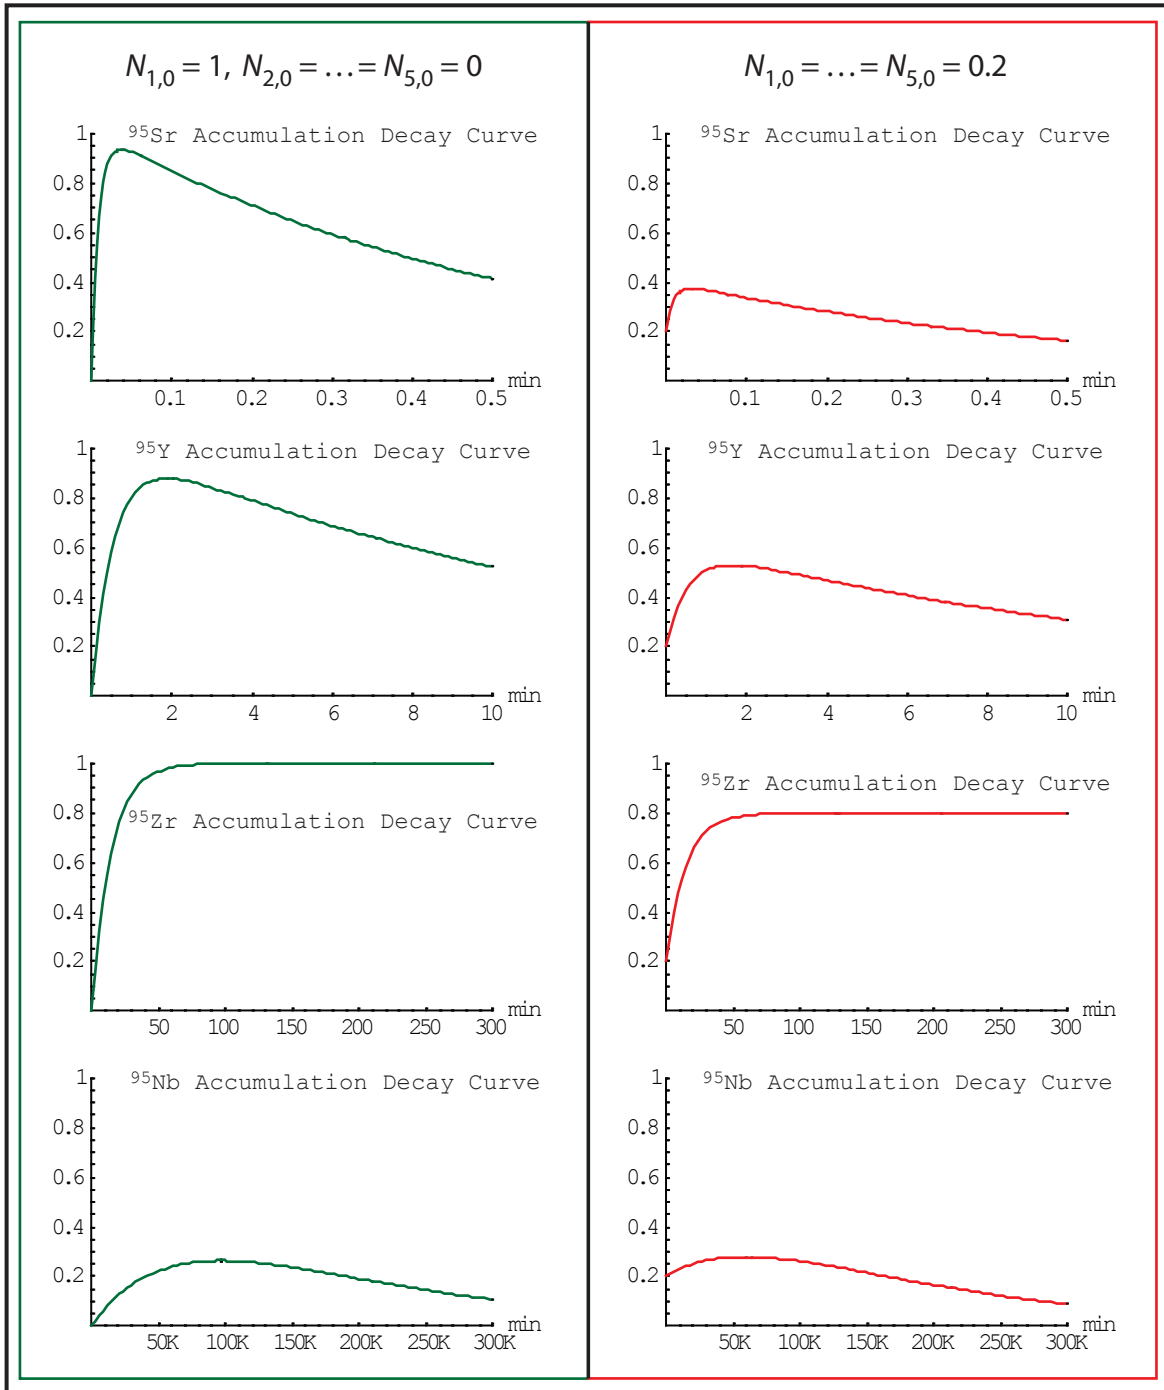 N1,0 = 1, N2,0 = ... = N5,0 = 0
95Sr Accumulation Decay Curve
1
0.8
0.6
0.4
0.2
min
0.1 0.2 0.3 0.4 0.5
95Y Accumulation Decay Curve
1
0.8
0.6
0.4
0.2
min
2 4 6 8 10
1
0.8
95Zr Accumulation Decay Curve
0.6
0.4
0.2
min
50 100 150 200 250 300
95Nb Accumulation Decay Curve
1
0.8
0.6
0.4
0.2
min
50K 100K 150K 200K 250K 300K
N1,0 = ... = N5,0 = 0.2
95Sr Accumulation Decay Curve
1
0.8
0.6
0.4
0.2
min
0.1 0.2 0.3 0.4 0.5
95Y Accumulation Decay Curve
1
0.8
0.6
0.4
0.2
min
2 4 6 8 10
1
95Zr Accumulation Decay Curve
0.8
0.6
0.4
0.2
min
50 100 150 200 250 300
95Nb Accumulation Decay Curve
1
0.8
0.6
0.4
0.2
min
50K 100K 150K 200K 250K 300K